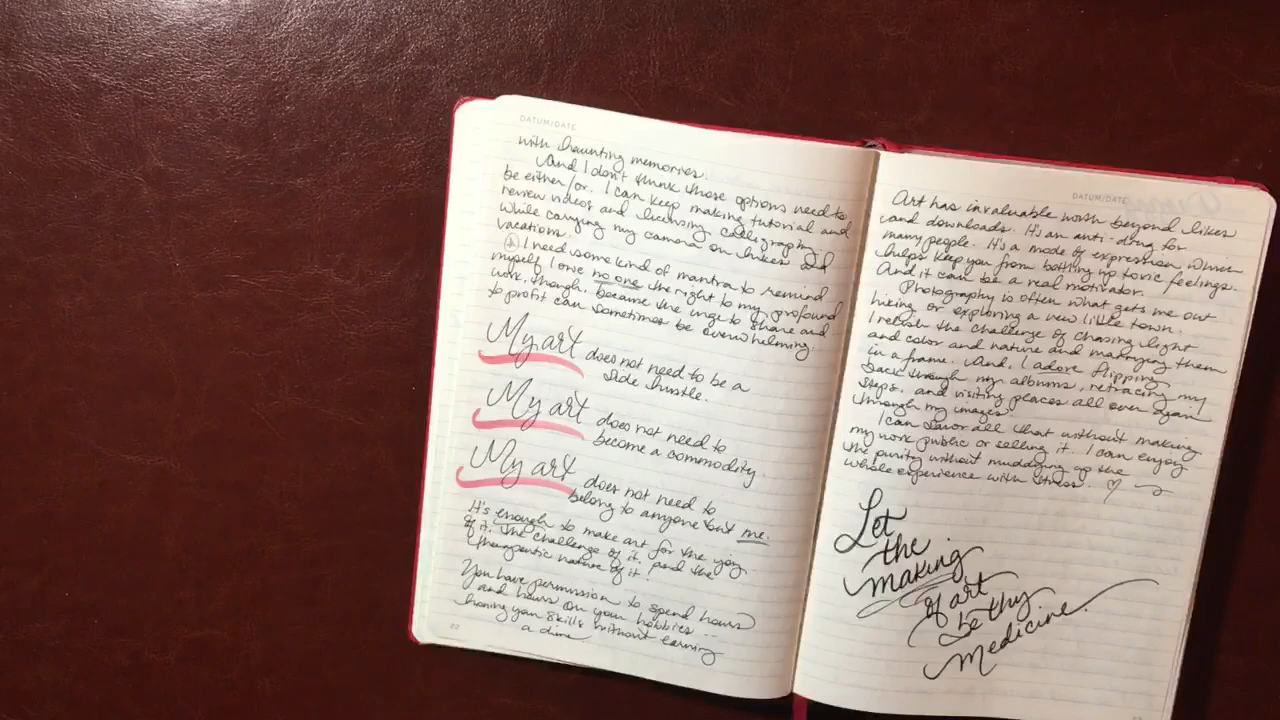 DATUM/DATE
with haunting memories.
And I don't think those options need to
be either/or. I can keep making tutorial and
review videos and licensing calligraphy
while carrying my camera on hikes and
vacations.
I need some kind of mantra to remind
myself I owe no one the right to my profound
work, though. because the urge to share and
to profit can sometimes be overwhelming.
My art does not need to be a
side hustle.
My art does not need to
become a commodity.
My art does not need to
belong to anyone but me.
It's enough to make art for the joy
of it. The challenge of it. And the
therapeutic nature of it.
You have permission to spend hours
and hours on your hobbies...
honing your skills without earning
a dime
22
DATUM/DATE
Art has invaluable worth beyond likes
and downloads. It's an anti-drug for
many people. It's a mode of expression which
helps keep you from bottling up toxic feelings.
And it can be a real motivator.
Photography is often what gets me out
hiking or exploring a new little town.
I relish the challenge of chasing light
and color and nature and managing them
in a frame. And, I adore flipping
back through my albums, retracing my
steps, and visiting places all over again
through my images.
I can savor all that without making
my work public or selling it. I can enjoy
the purity without muddying up the
whole experience with stress. ♡
Let
the
making
of art
be thy
medicine.